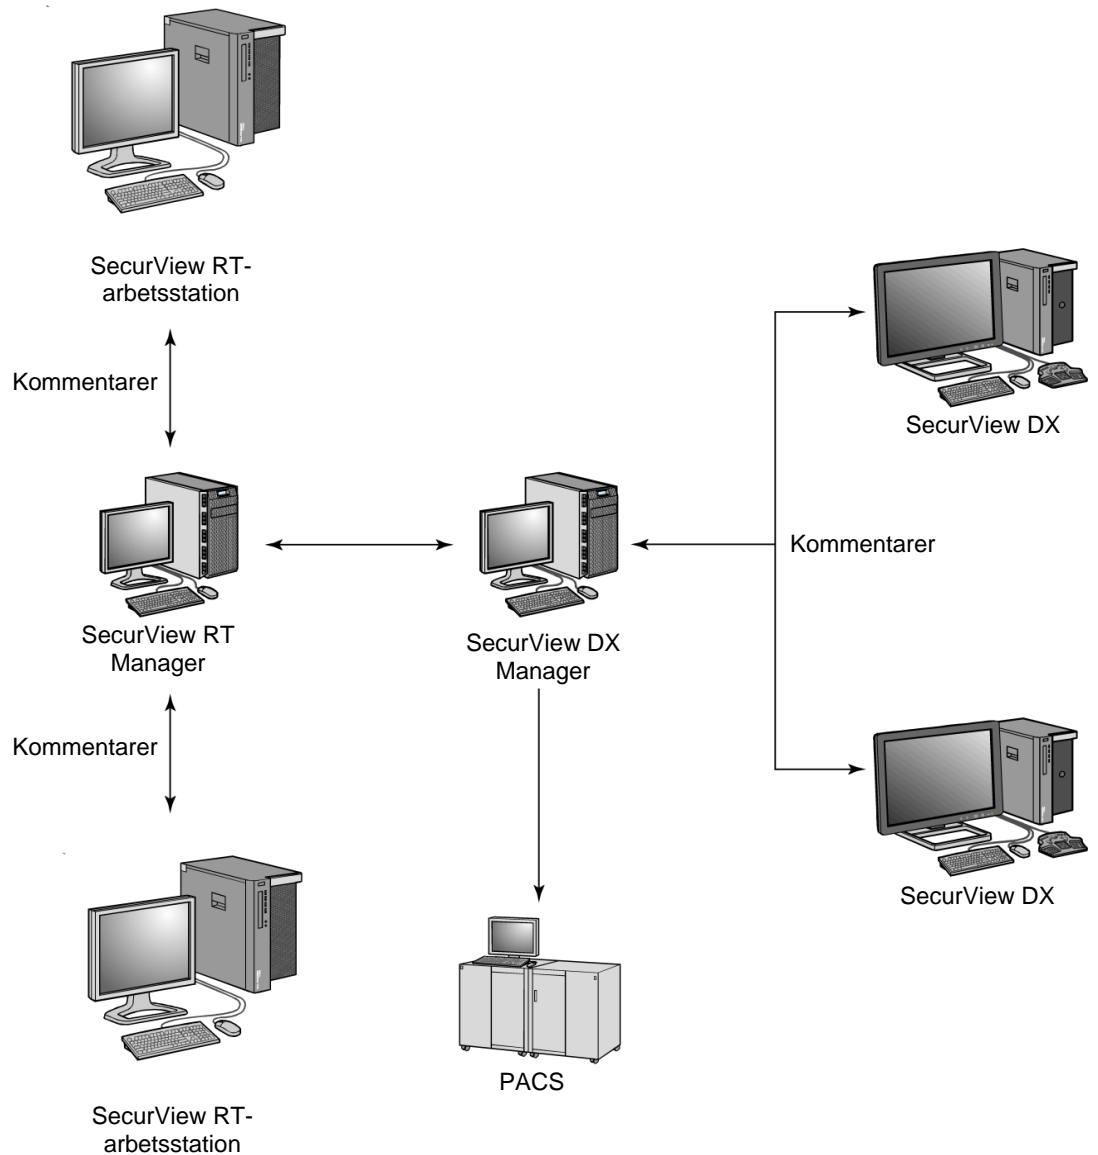 SecurView RT-
arbetsstation
Kommentarer
SecurView DX
SecurView RT
Manager
SecurView DX
Manager
Kommentarer
Kommentarer
SecurView DX
PACS
SecurView RT-
arbetsstation